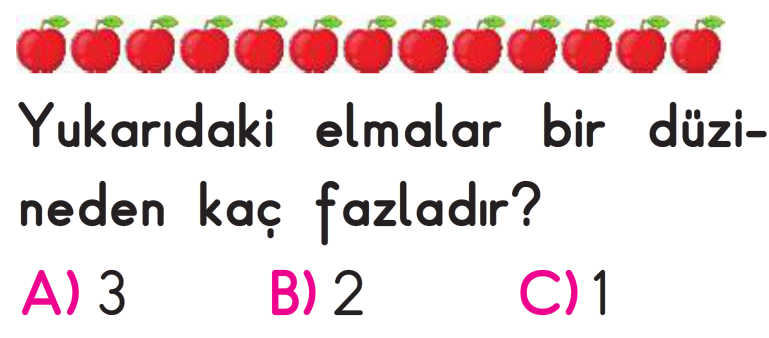 Yukarıdaki elmalar bir düzi-
neden kaç fazladır?
A) 3 B) 2 C) 1